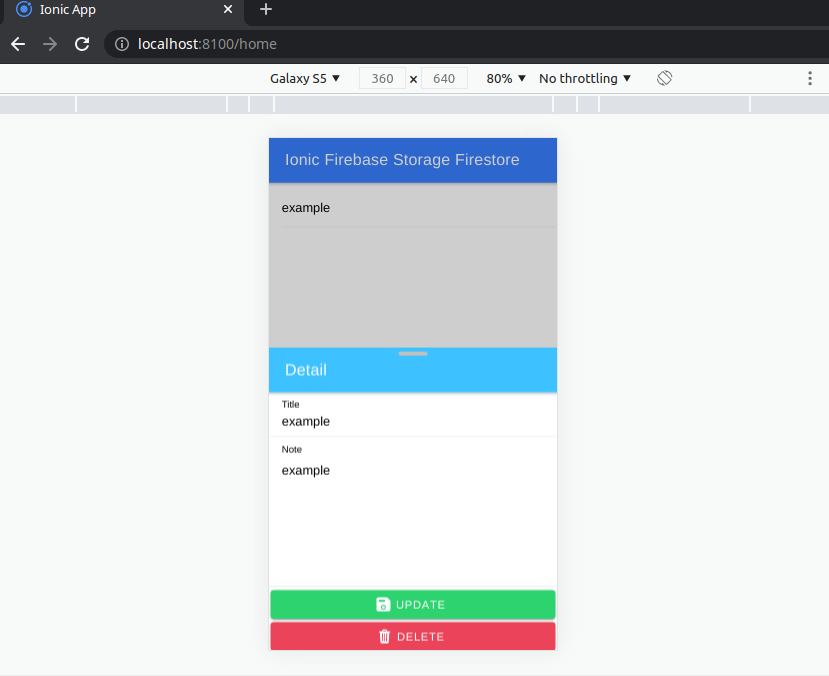 Ionic App
localhost:8100/home
Galaxy S5 360 × 640 80% No throttling
Ionic Firebase Storage Firestore
example
Detail
Title
example
Note
example
UPDATE
DELETE